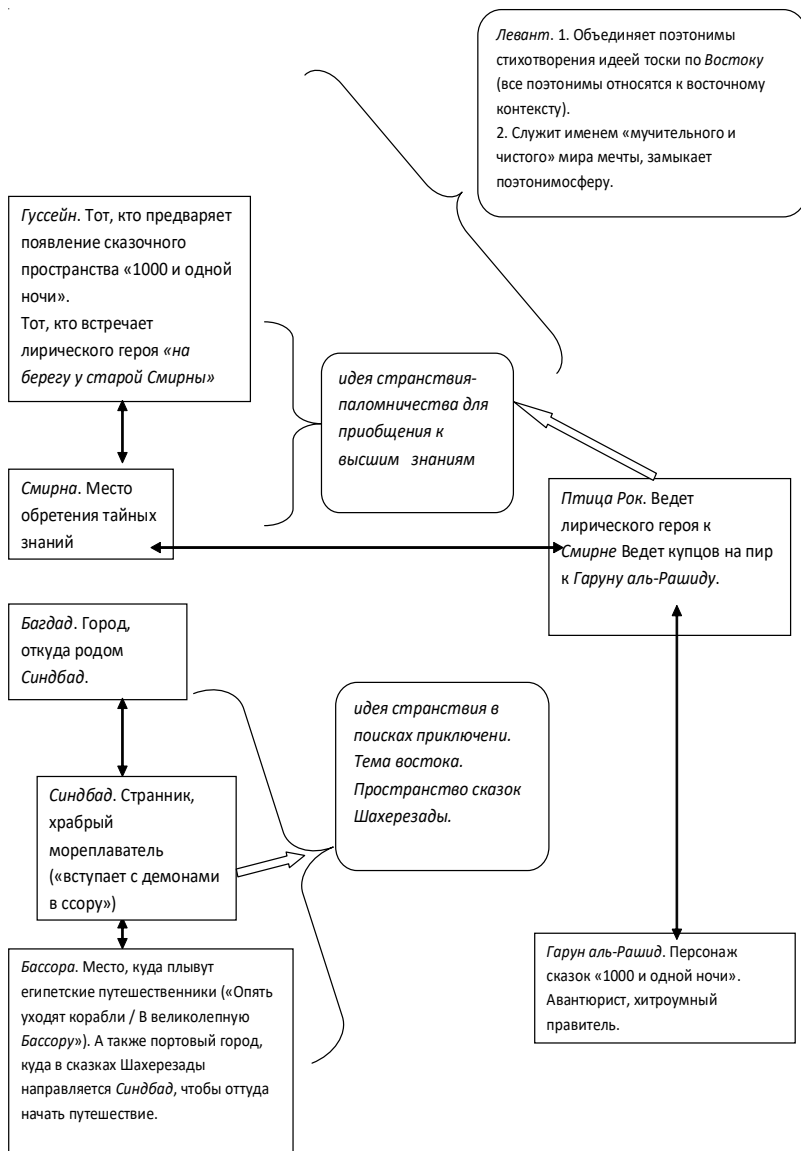 Левант. 1. Объединяет поэтонимы
стихотворения идеей тоски по Востоку
(все поэтонимы относятся к восточному
контексту).
2. Служит именем «мучительного и
чистого» мира мечты, замыкает
поэтонимосферу.
Гуссейн. Тот, кто предваряет
появление сказочного
пространства «1000 и одной
ночи».
Тот, кто встречает
лирического героя «на
берегу у старой Смирны»
идея странствия-
паломничества для
приобщения к
высшим знаниям
Смирна. Место
обретения тайных
знаний
Птица Рок. Ведет
лирического героя к
Смирне Ведет купцов на пир
к Гаруну аль-Рашиду.
Багдад. Город,
откуда родом
Синдбад.
идея странствия в
поисках приключени.
Тема востока.
Пространство сказок
Шахерезады.
Синдбад. Странник,
храбрый
мореплаватель
(«вступает с демонами
в ссору»)
Бассора. Место, куда плывут
египетские путешественники («Опять
уходят корабли / В великолепную
Бассору»). А также портовый город,
куда в сказках Шахерезады
направляется Синдбад, чтобы оттуда
начать путешествие.
Гарун аль-Рашид. Персонаж
сказок «1000 и одной ночи».
Авантюрист, хитроумный
правитель.